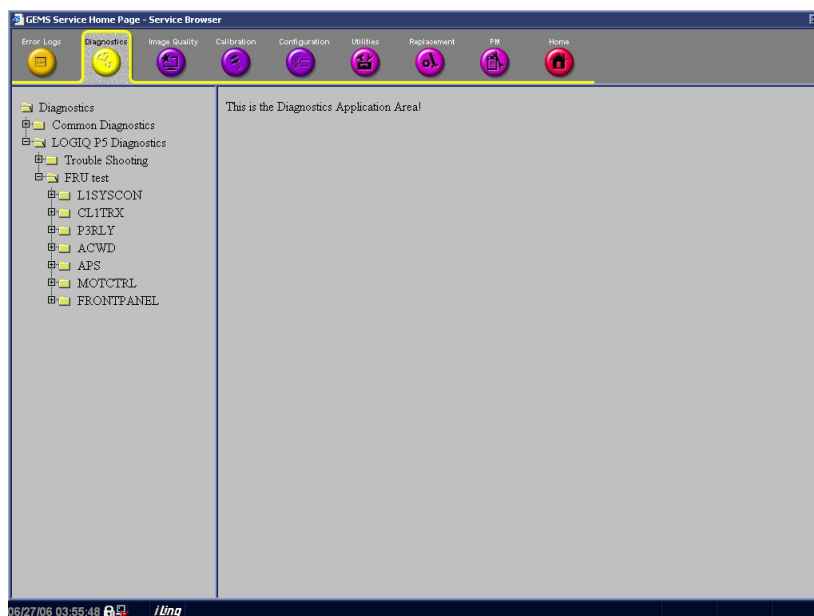 GEMS Service Home Page - Service Browser
Error Logs Diagnostics Image Quality Calibration Configuration Utilities Replacement PM Home
Diagnostics
Common Diagnostics
LOGIQ P5 Diagnostics
Trouble Shooting
FRU test
L1SYSCON
CL1TRX
P3RLY
ACWD
APS
MOTCTRL
FRONTPANEL
This is the Diagnostics Application Area!
06/27/06 03:55:48 iLinq